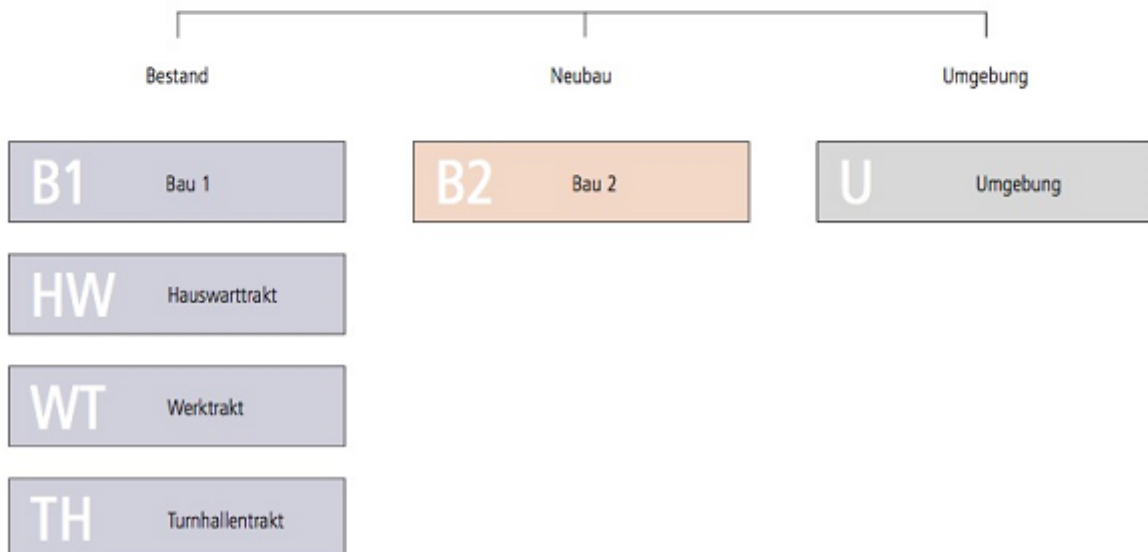 Bestand Neubau Umgebung
B1 Bau 1 B2 Bau 2 U Umgebung
HW Hauswarttrakt
WT Werktrakt
TH Turnhallentrakt